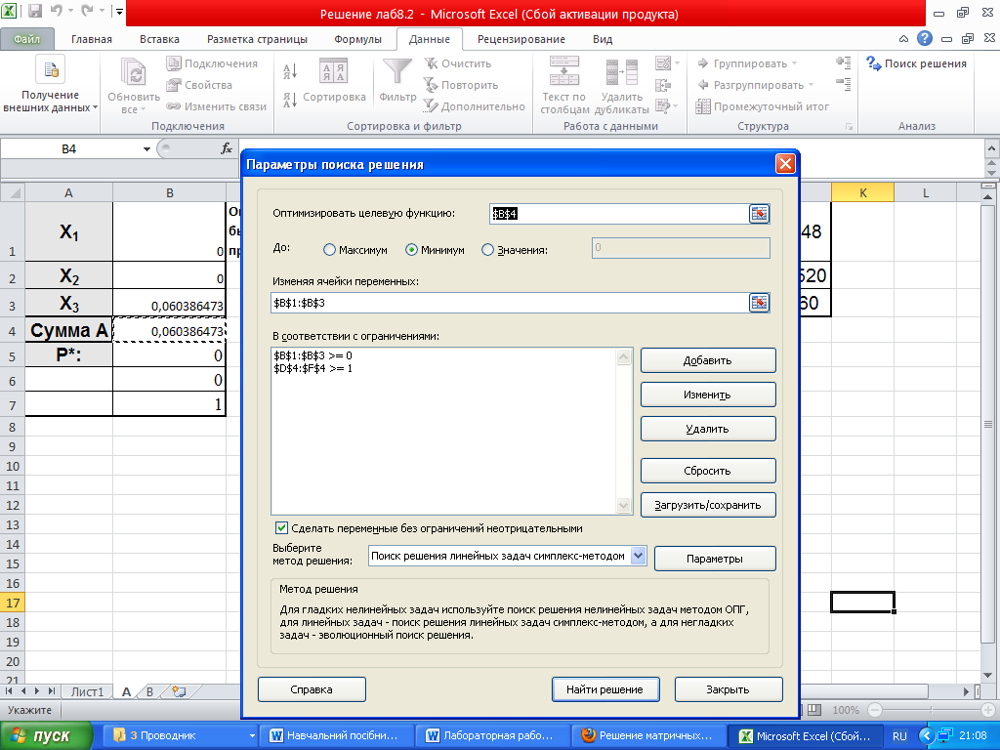 Решение лаб8.2 - Microsoft Excel (Сбой активации продукта)
Файл Главная Вставка Разметка страницы Формулы Данные Рецензирование Вид
Получение внешних данных
Обновить все
Подключения
Свойства
Изменить связи
Подключения
Сортировка
Фильтр
Очистить
Повторить
Дополнительно
Сортировка и фильтр
Текст по столбцам
Удалить дубликаты
Работа с данными
Группировать
Разгруппировать
Промежуточный итог
Структура
Поиск решения
Анализ
B4 fx
A B K L
1 X1 0 48
2 X2 0 520
3 X3 0,060386473 60
4 Сумма А 0,060386473
5 P*: 0
6 0
7 1
8
9
10
11
12
13
14
15
16
17
18
19
20
21
Параметры поиска решения
Оптимизировать целевую функцию: $B$4
До: Максимум Минимум Значения: 0
Изменяя ячейки переменных:
$B$1:$B$3
В соответствии с ограничениями:
$B$1:$B$3 >= 0
$D$4:$F$4 >= 1
Добавить
Изменить
Удалить
Сбросить
Загрузить/сохранить
Сделать переменные без ограничений неотрицательными
Выберите
метод решения:
Поиск решения линейных задач симплекс-методом
Параметры
Метод решения
Для гладких нелинейных задач используйте поиск решения нелинейных задач методом ОПГ,
для линейных задач - поиск решения линейных задач симплекс-методом, а для негладких
задач - эволюционный поиск решения.
Справка Найти решение Закрыть
Лист1 A B
Укажите 100%
пуск 3 Проводник Навчальний посібни... Лабораторная рабо... Решение матричных... Microsoft Excel (Сбой... RU 21:08